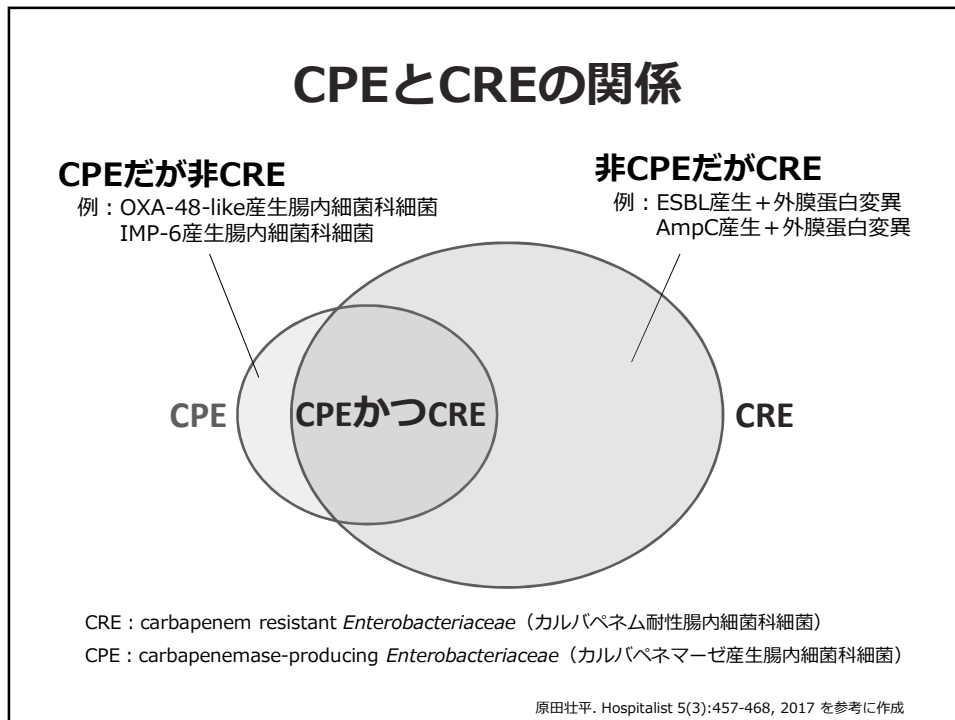 CPEとCREの関係
CPEだが非CRE
例：OXA-48-like産生腸内細菌科細菌
IMP-6産生腸内細菌科細菌
非CPEだがCRE
例：ESBL産生＋外膜蛋白変異
AmpC産生＋外膜蛋白変異
CPE
CPEかつCRE
CRE
CRE：carbapenem resistant Enterobacteriaceae（カルバペネム耐性腸内細菌科細菌）
CPE：carbapenemase-producing Enterobacteriaceae（カルバペネマーゼ産生腸内細菌科細菌）
原田壮平. Hospitalist 5(3):457-468, 2017 を参考に作成